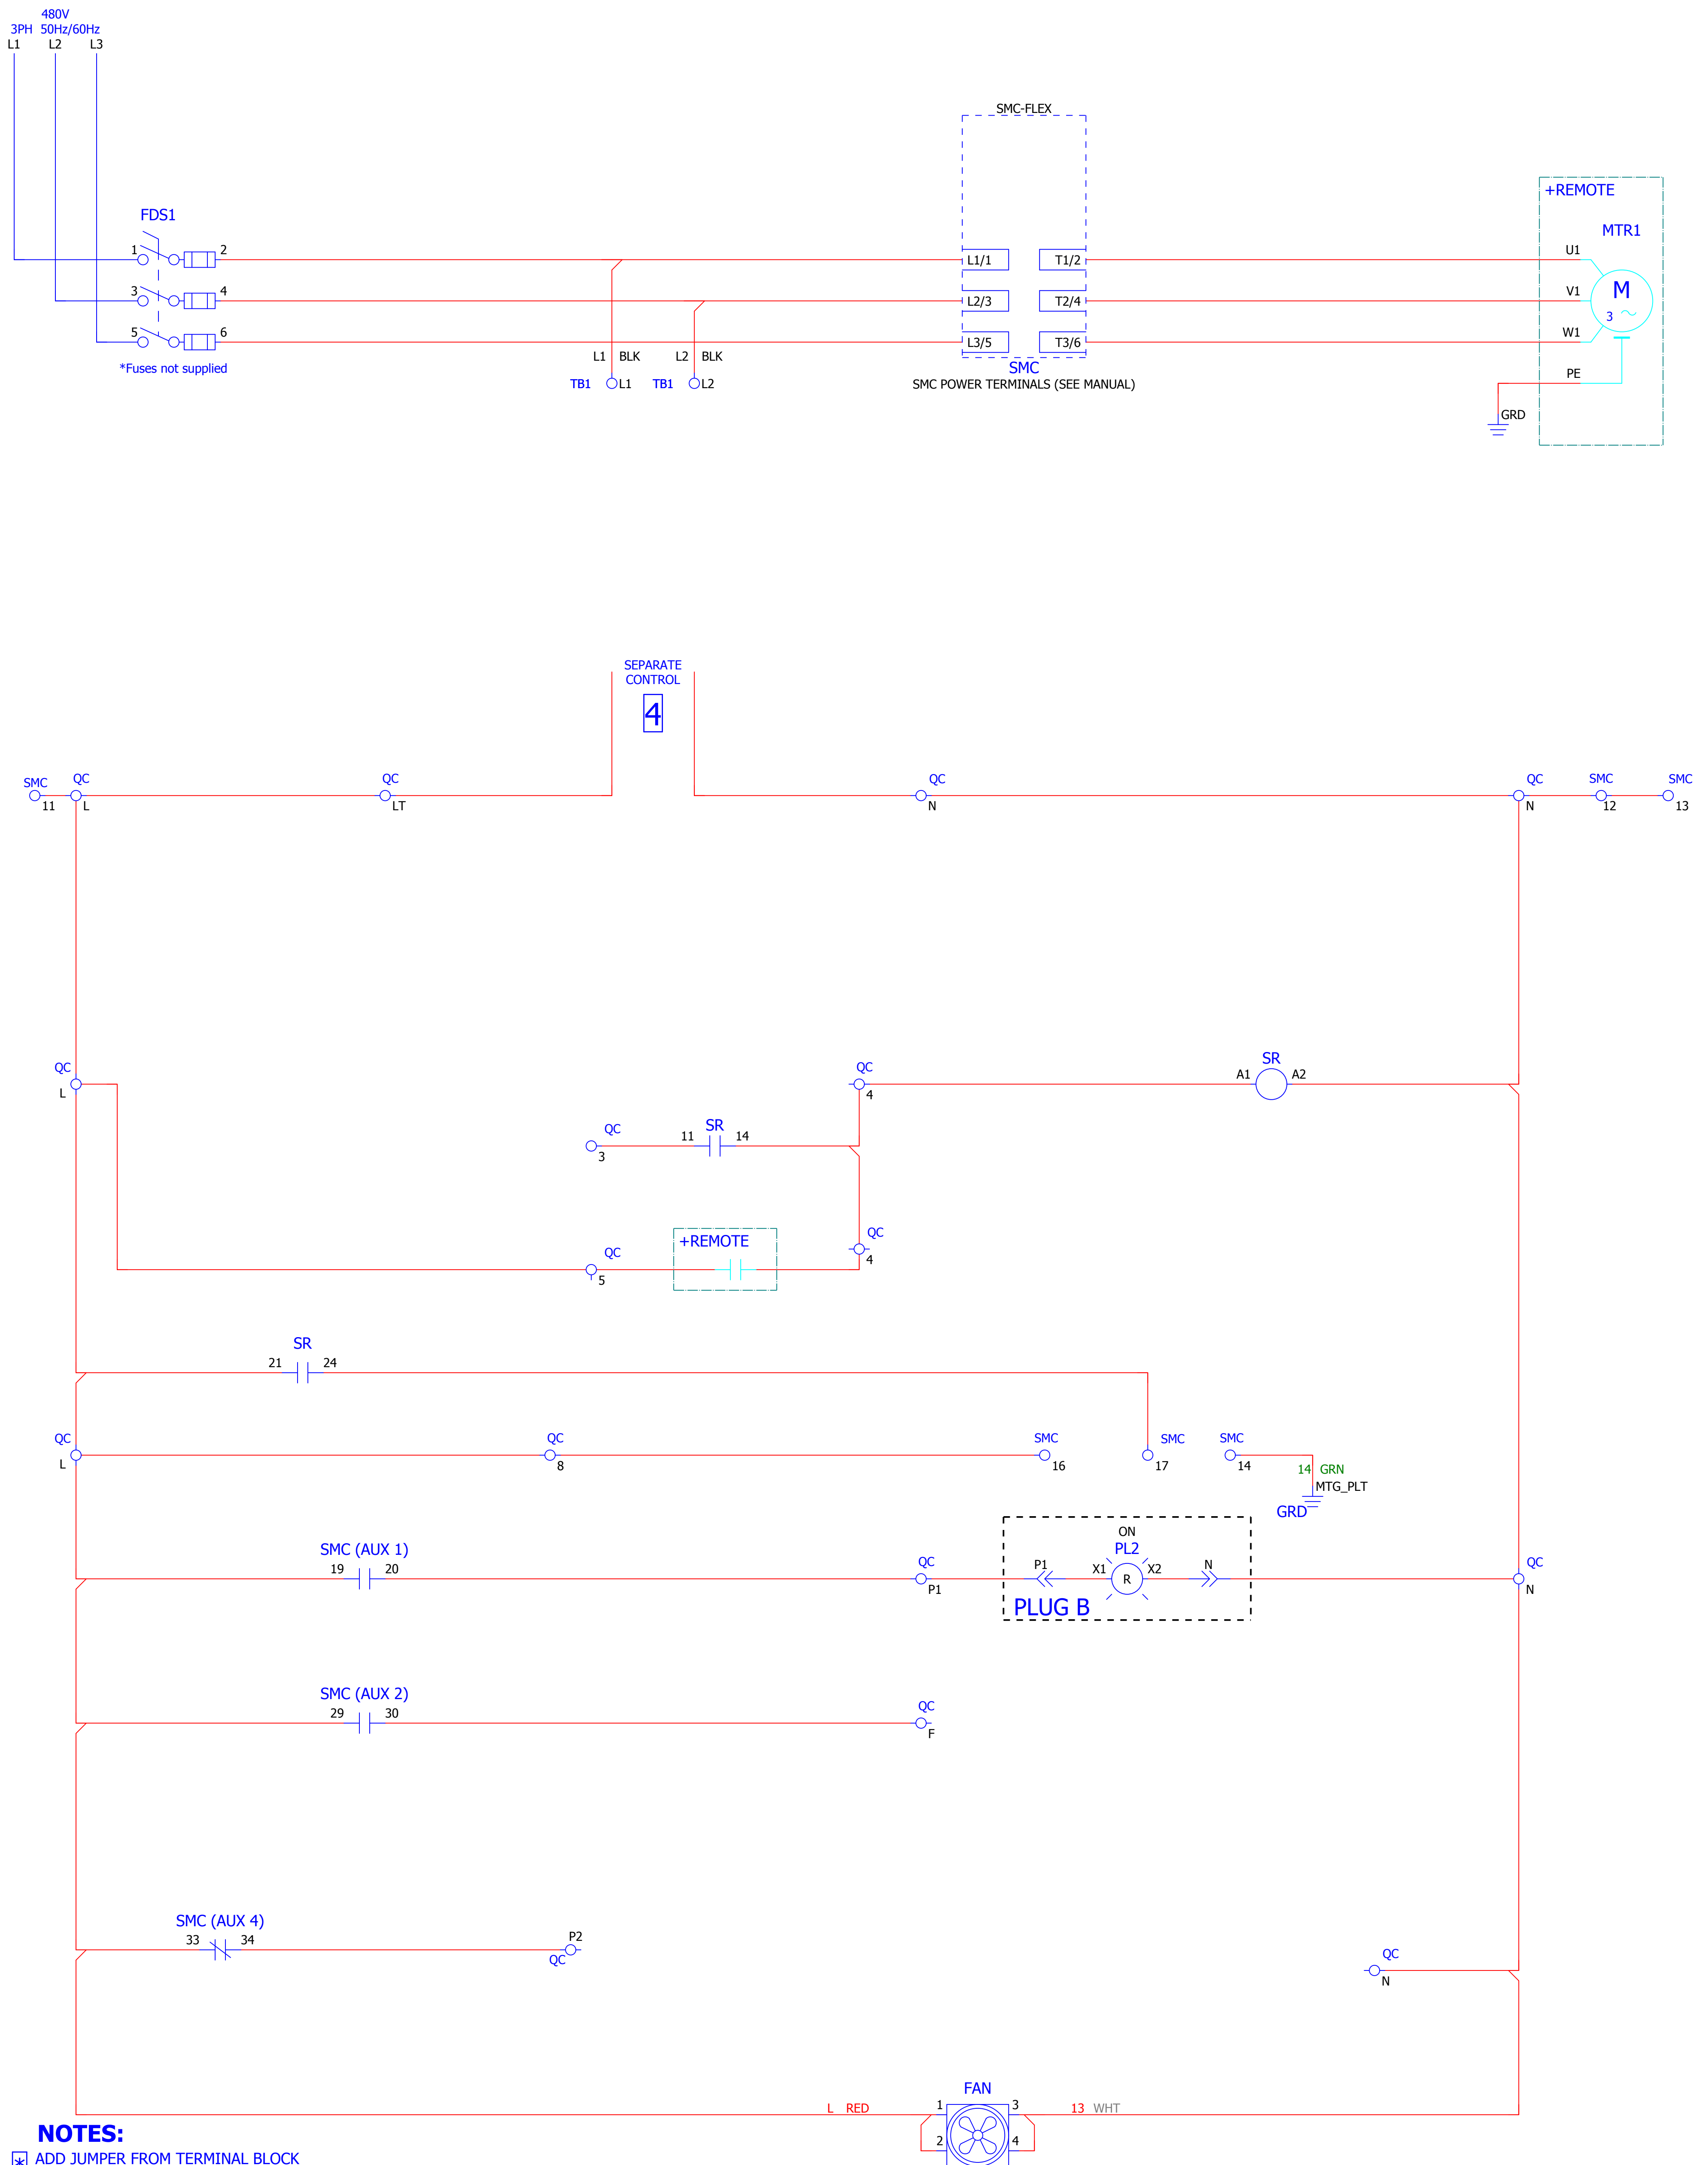 480V
3PH 50Hz/60Hz
L1 L2 L3
SMC-FLEX
+REMOTE
FDS1
MTR1
1 2 L1/1 T1/2 U1
3 4 L2/3 T2/4 V1 M
3
5 6 L3/5 T3/6 W1
L1 BLK L2 BLK
*Fuses not supplied
SMC
TB1 L1 TB1 L2
SMC POWER TERMINALS (SEE MANUAL)
PE
GRD
SEPARATE
CONTROL
4
SMC QC QC QC QC SMC SMC
11 L LT N N 12 13
QC QC SR
A1 A2
L 4
QC SR
11 14
3
QC
+REMOTE
QC
4
5
SR
21 24
QC QC SMC SMC SMC
L 8 16 17 14
14 GRN
MTG_PLT
GRD
ON
SMC (AUX 1) PL2
19 20 QC P1 X1 X2 N QC
R
P1 N
PLUG B
SMC (AUX 2)
29 30 QC
F
SMC (AUX 4)
33 34 P2
QC
QC
N
FAN
L RED 1 3 13 WHT
NOTES:
2 4
* ADD JUMPER FROM TERMINAL BLOCK